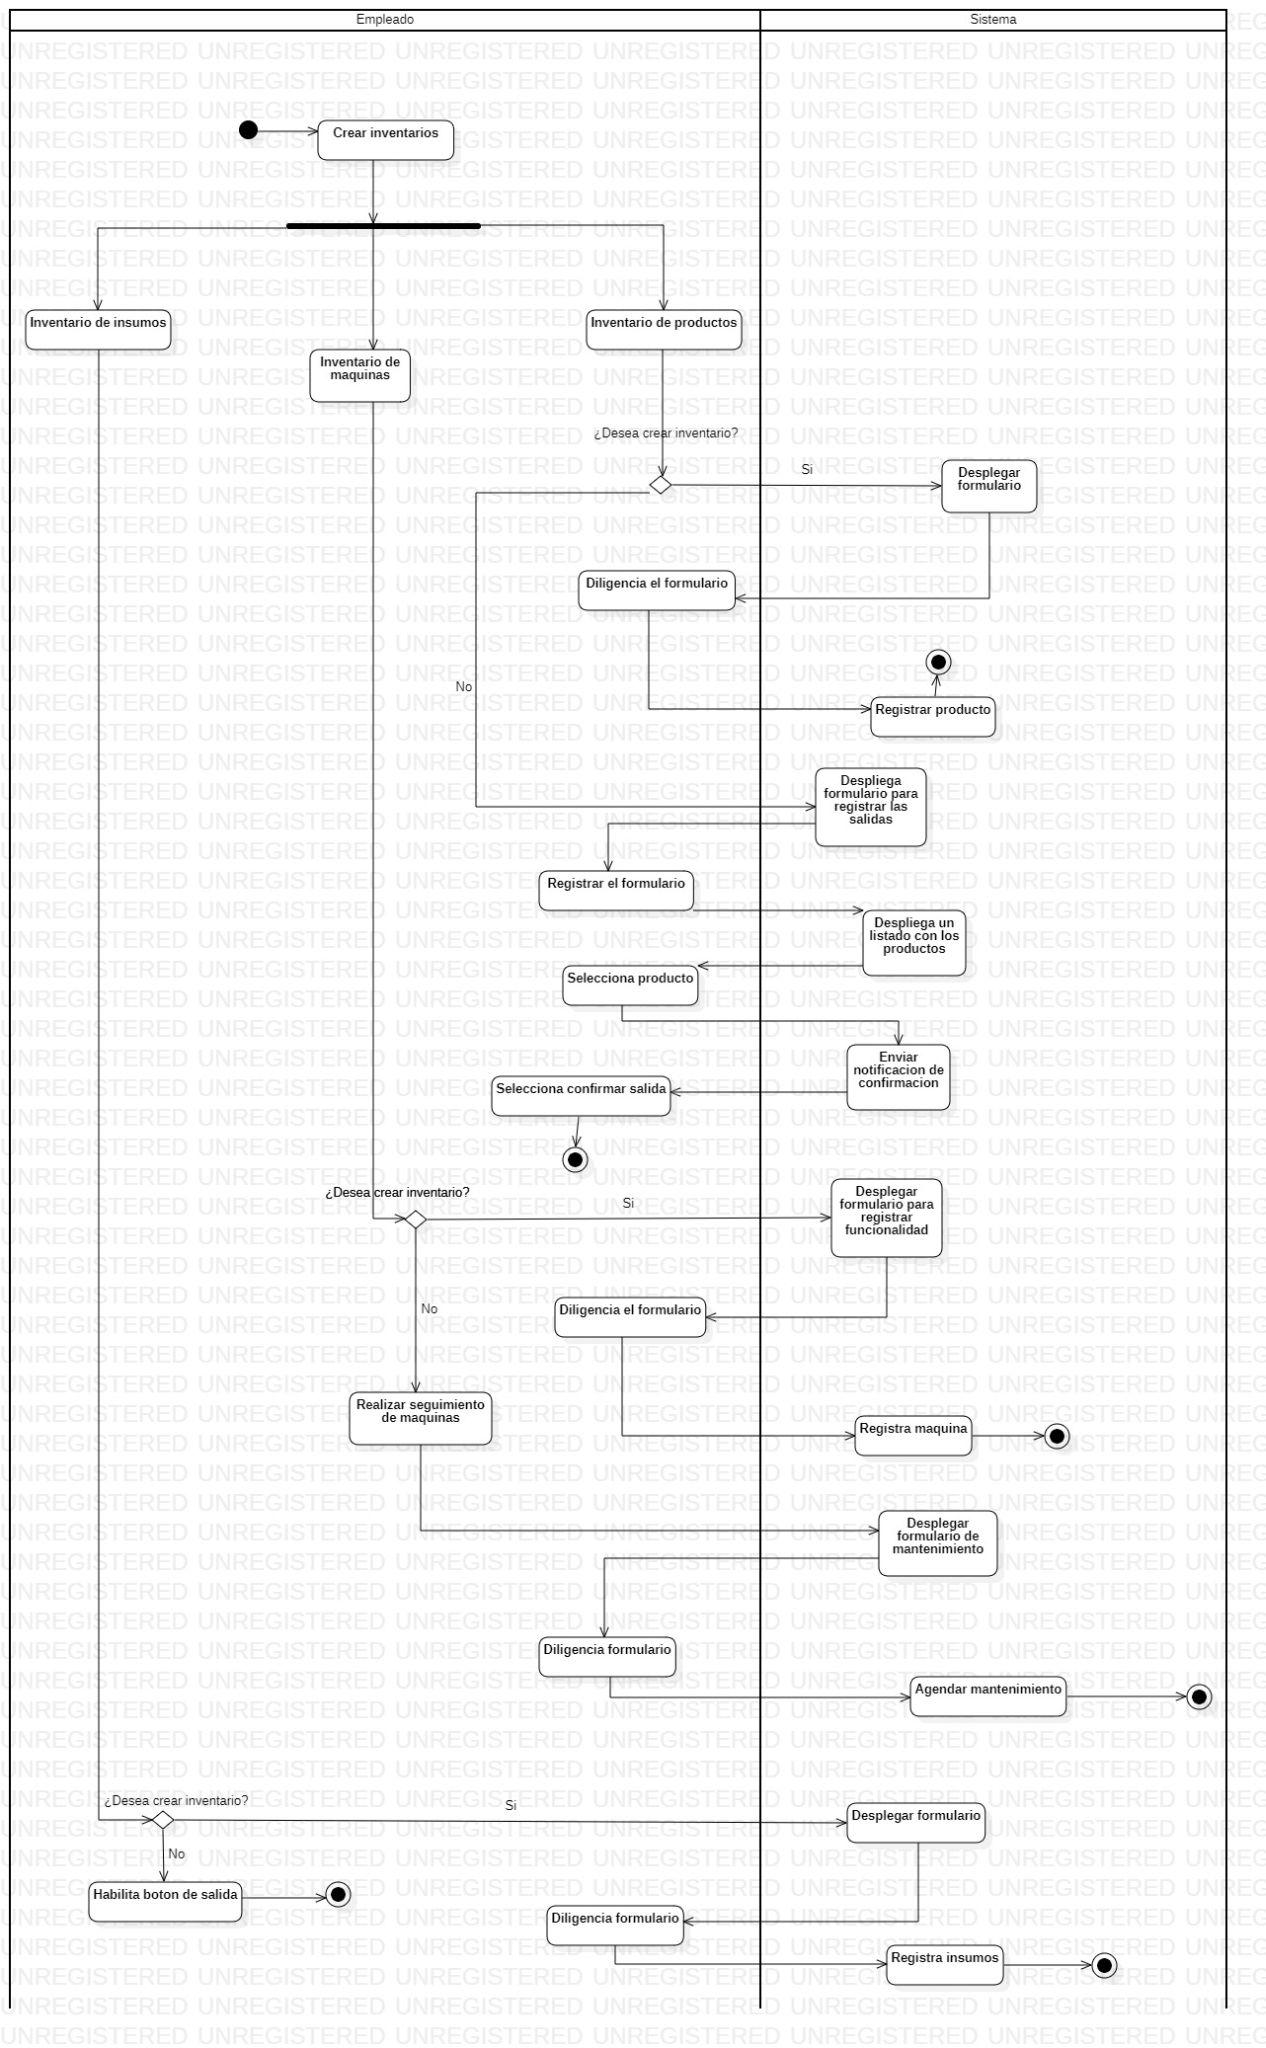 Empleado
Sistema
Crear inventarios
Inventario de insumos
Inventario de
maquinas
Inventario de productos
¿Desea crear inventario?
Si
Desplegar
formulario
Diligencia el formulario
No
Registrar producto
Despliega
formulario para
registrar las
salidas
Registrar el formulario
Despliega un
listado con los
productos
Selecciona producto
Enviar
notificacion de
confirmacion
Selecciona confirmar salida
¿Desea crear inventario?
Si
Desplegar
formulario para
registrar
funcionalidad
No
Diligencia el formulario
Realizar seguimiento
de maquinas
Registra maquina
Desplegar
formulario de
mantenimiento
Diligencia formulario
Agendar mantenimiento
¿Desea crear inventario?
Si
Desplegar formulario
No
Habilita boton de salida
Diligencia formulario
Registra insumos
UNREGISTERED